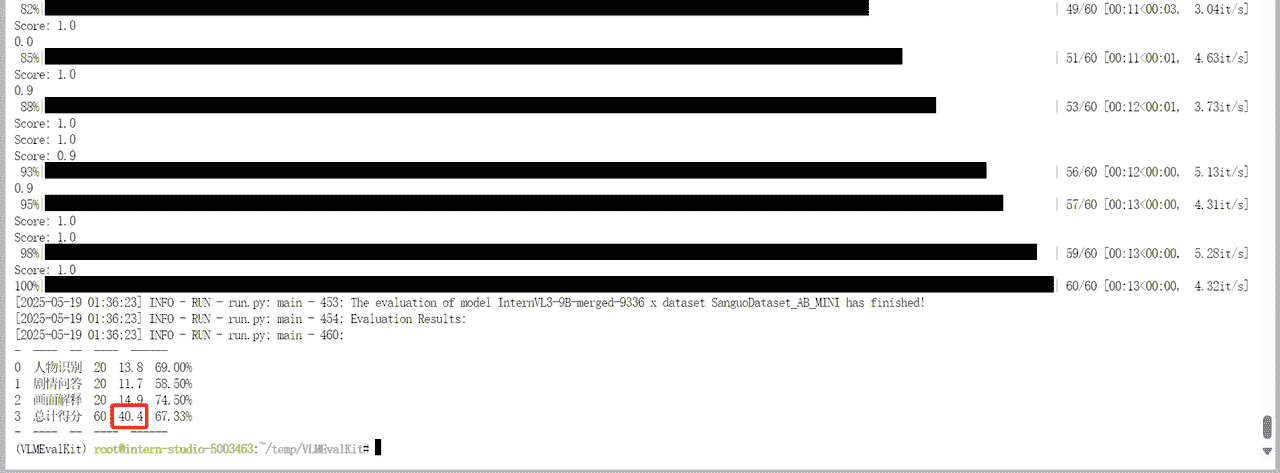 82%| | 49/60 [00:11<00:03, 3.04it/s]
Score: 1.0
0.0
85%| | 51/60 [00:11<00:01, 4.63it/s]
Score: 1.0
0.9
88%| | 53/60 [00:12<00:01, 3.73it/s]
Score: 1.0
Score: 1.0
Score: 0.9
93%| | 56/60 [00:12<00:00, 5.13it/s]
0.9
95%| | 57/60 [00:13<00:00, 4.31it/s]
Score: 1.0
Score: 1.0
98%| | 59/60 [00:13<00:00, 5.28it/s]
Score: 1.0
100%| | 60/60 [00:13<00:00, 4.32it/s]
[2025-05-19 01:36:23] INFO - RUN - run.py: main - 453: The evaluation of model InternVL3-9B-merged-9336 x dataset SanguoDataset_AB_MINI has finished!
[2025-05-19 01:36:23] INFO - RUN - run.py: main - 454: Evaluation Results:
[2025-05-19 01:36:23] INFO - RUN - run.py: main - 460:
- ---- -- ---- ------
0 人物识别 20 13.8 69.00%
1 剧情问答 20 11.7 58.50%
2 画面解释 20 14.9 74.50%
3 总计得分 60 40.4 67.33%
- ---- -- ---- ------
(VLMEvalKit) root@intern-studio-5003463:~/temp/VLMEvalKit#